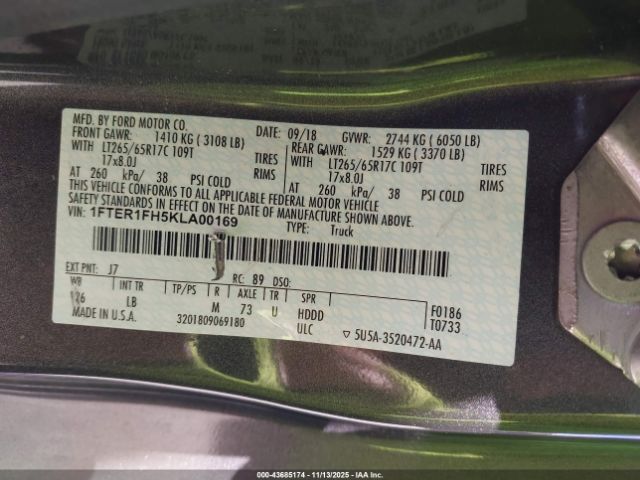 MFD. BY FORD MOTOR CO.
DATE: 09/18 GVWR: 2744 KG ( 6050 LB)
FRONT GAWR: 1410 KG ( 3108 LB) REAR GAWR: 1529 KG ( 3370 LB)
WITH LT265/65R17C 109T TIRES WITH LT265/65R17C 109T TIRES
17x8.0J RIMS 17x8.0J RIMS
AT 260 kPa/ 38 PSI COLD AT 260 kPa/ 38 PSI COLD
THIS VEHICLE CONFORMS TO ALL APPLICABLE FEDERAL MOTOR VEHICLE
SAFETY STANDARDS IN EFFECT ON THE DATE OF MANUFACTURE SHOWN ABOVE.
VIN: 1FTER1FH5KLA00169 TYPE: Truck
EXT PNT: J7 RC: 89 DSO:
WB INT TR TP/PS R AXLE TR SPR F0186
LB M 73 U HDDD T0733
MADE IN U.S.A. 3201809069180 ULC ▽ 5U5A-3520472-AA
00-43685174 - 11/13/2025 - IAA Inc.